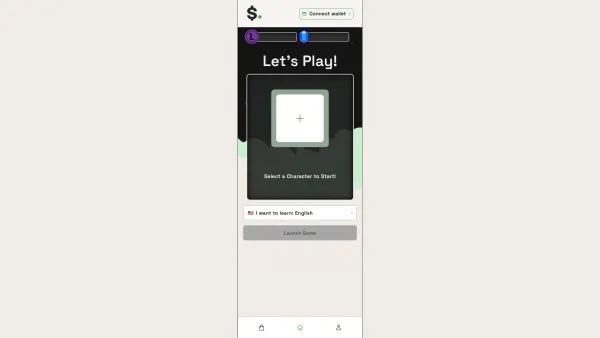 $.
Connect wallet
Let's Play!
Select a Character to Start!
I want to learn: English
Launch Game